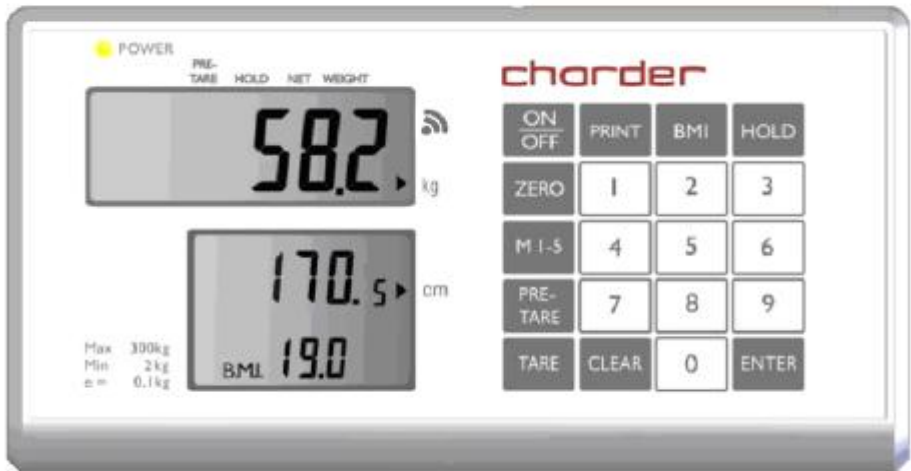 POWER
PRE-TARE HOLD NET WEIGHT
58.2 kg
170.5 cm
B.M.I. 19.0
Max 300kg
Min 2kg
e = 0.1kg
charder
ON/OFF PRINT BMI HOLD
ZERO 1 2 3
M 1-5 4 5 6
PRE-TARE 7 8 9
TARE CLEAR 0 ENTER